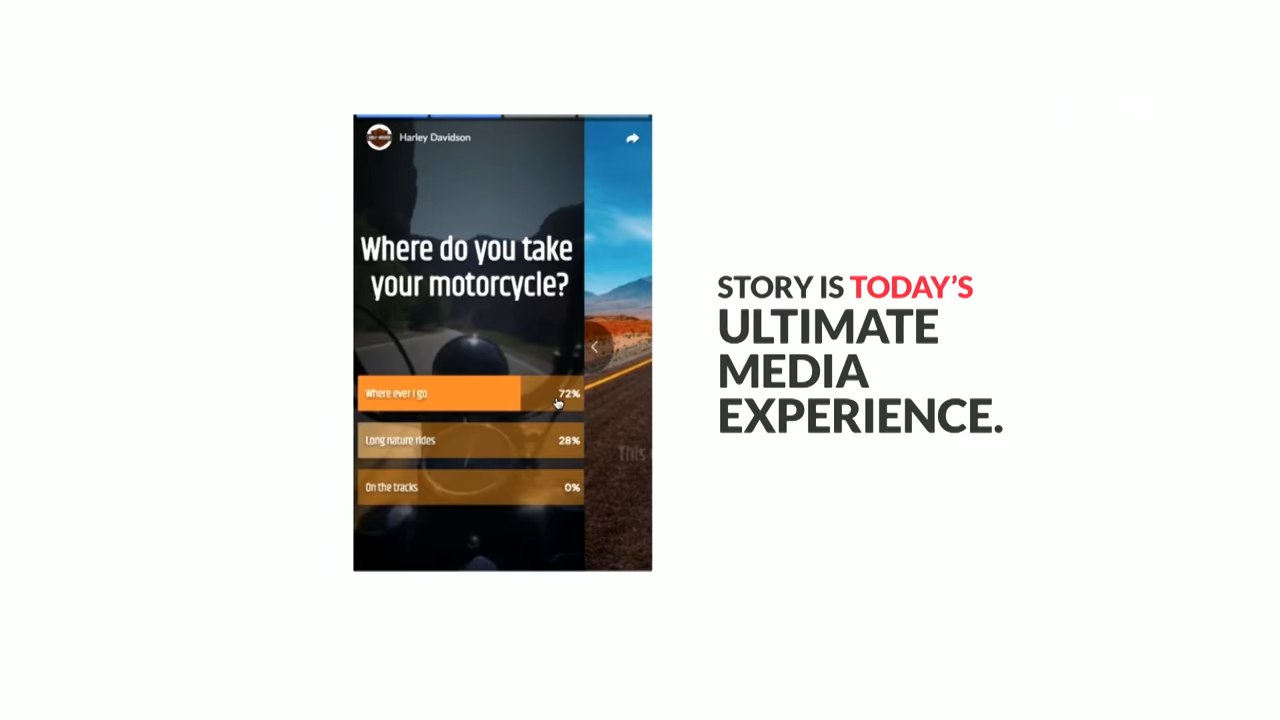 Harley Davidson
Where do you take
your motorcycle?
Where ever I go
72%
Long nature rides
28%
On the tracks
0%
This
STORY IS TODAY'S
ULTIMATE
MEDIA
EXPERIENCE.